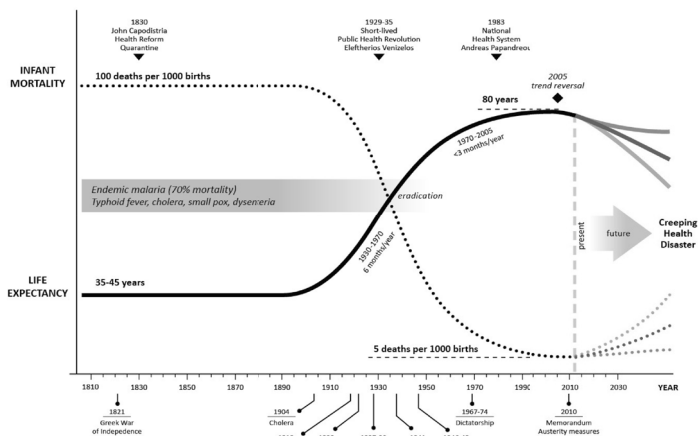 1830
John Capodistria
Health Reform
Quarantine
1929-35
Short-lived
Public Health Revolution
Eleftherios Venizelos
1983
National
Health System
Andreas Papandreou
INFANT
MORTALITY
100 deaths per 1000 births
2005
trend reversal
80 years
1970-2005
<3 months/year
Endemic malaria (70% mortality)
Typhoid fever, cholera, small pox, dysenteria
eradication
1930-1970
6 months/year
present
future
Creeping
Health
Disaster
LIFE
EXPECTANCY
35-45 years
5 deaths per 1000 births
1810 1830 1850 1870 1890 1910 1930 1950 1970 1990 2010 2030 YEAR
1821
Greek War
of Indepedence
1904
Cholera
1967-74
Dictatorship
2010
Memorandum
Austerity measures